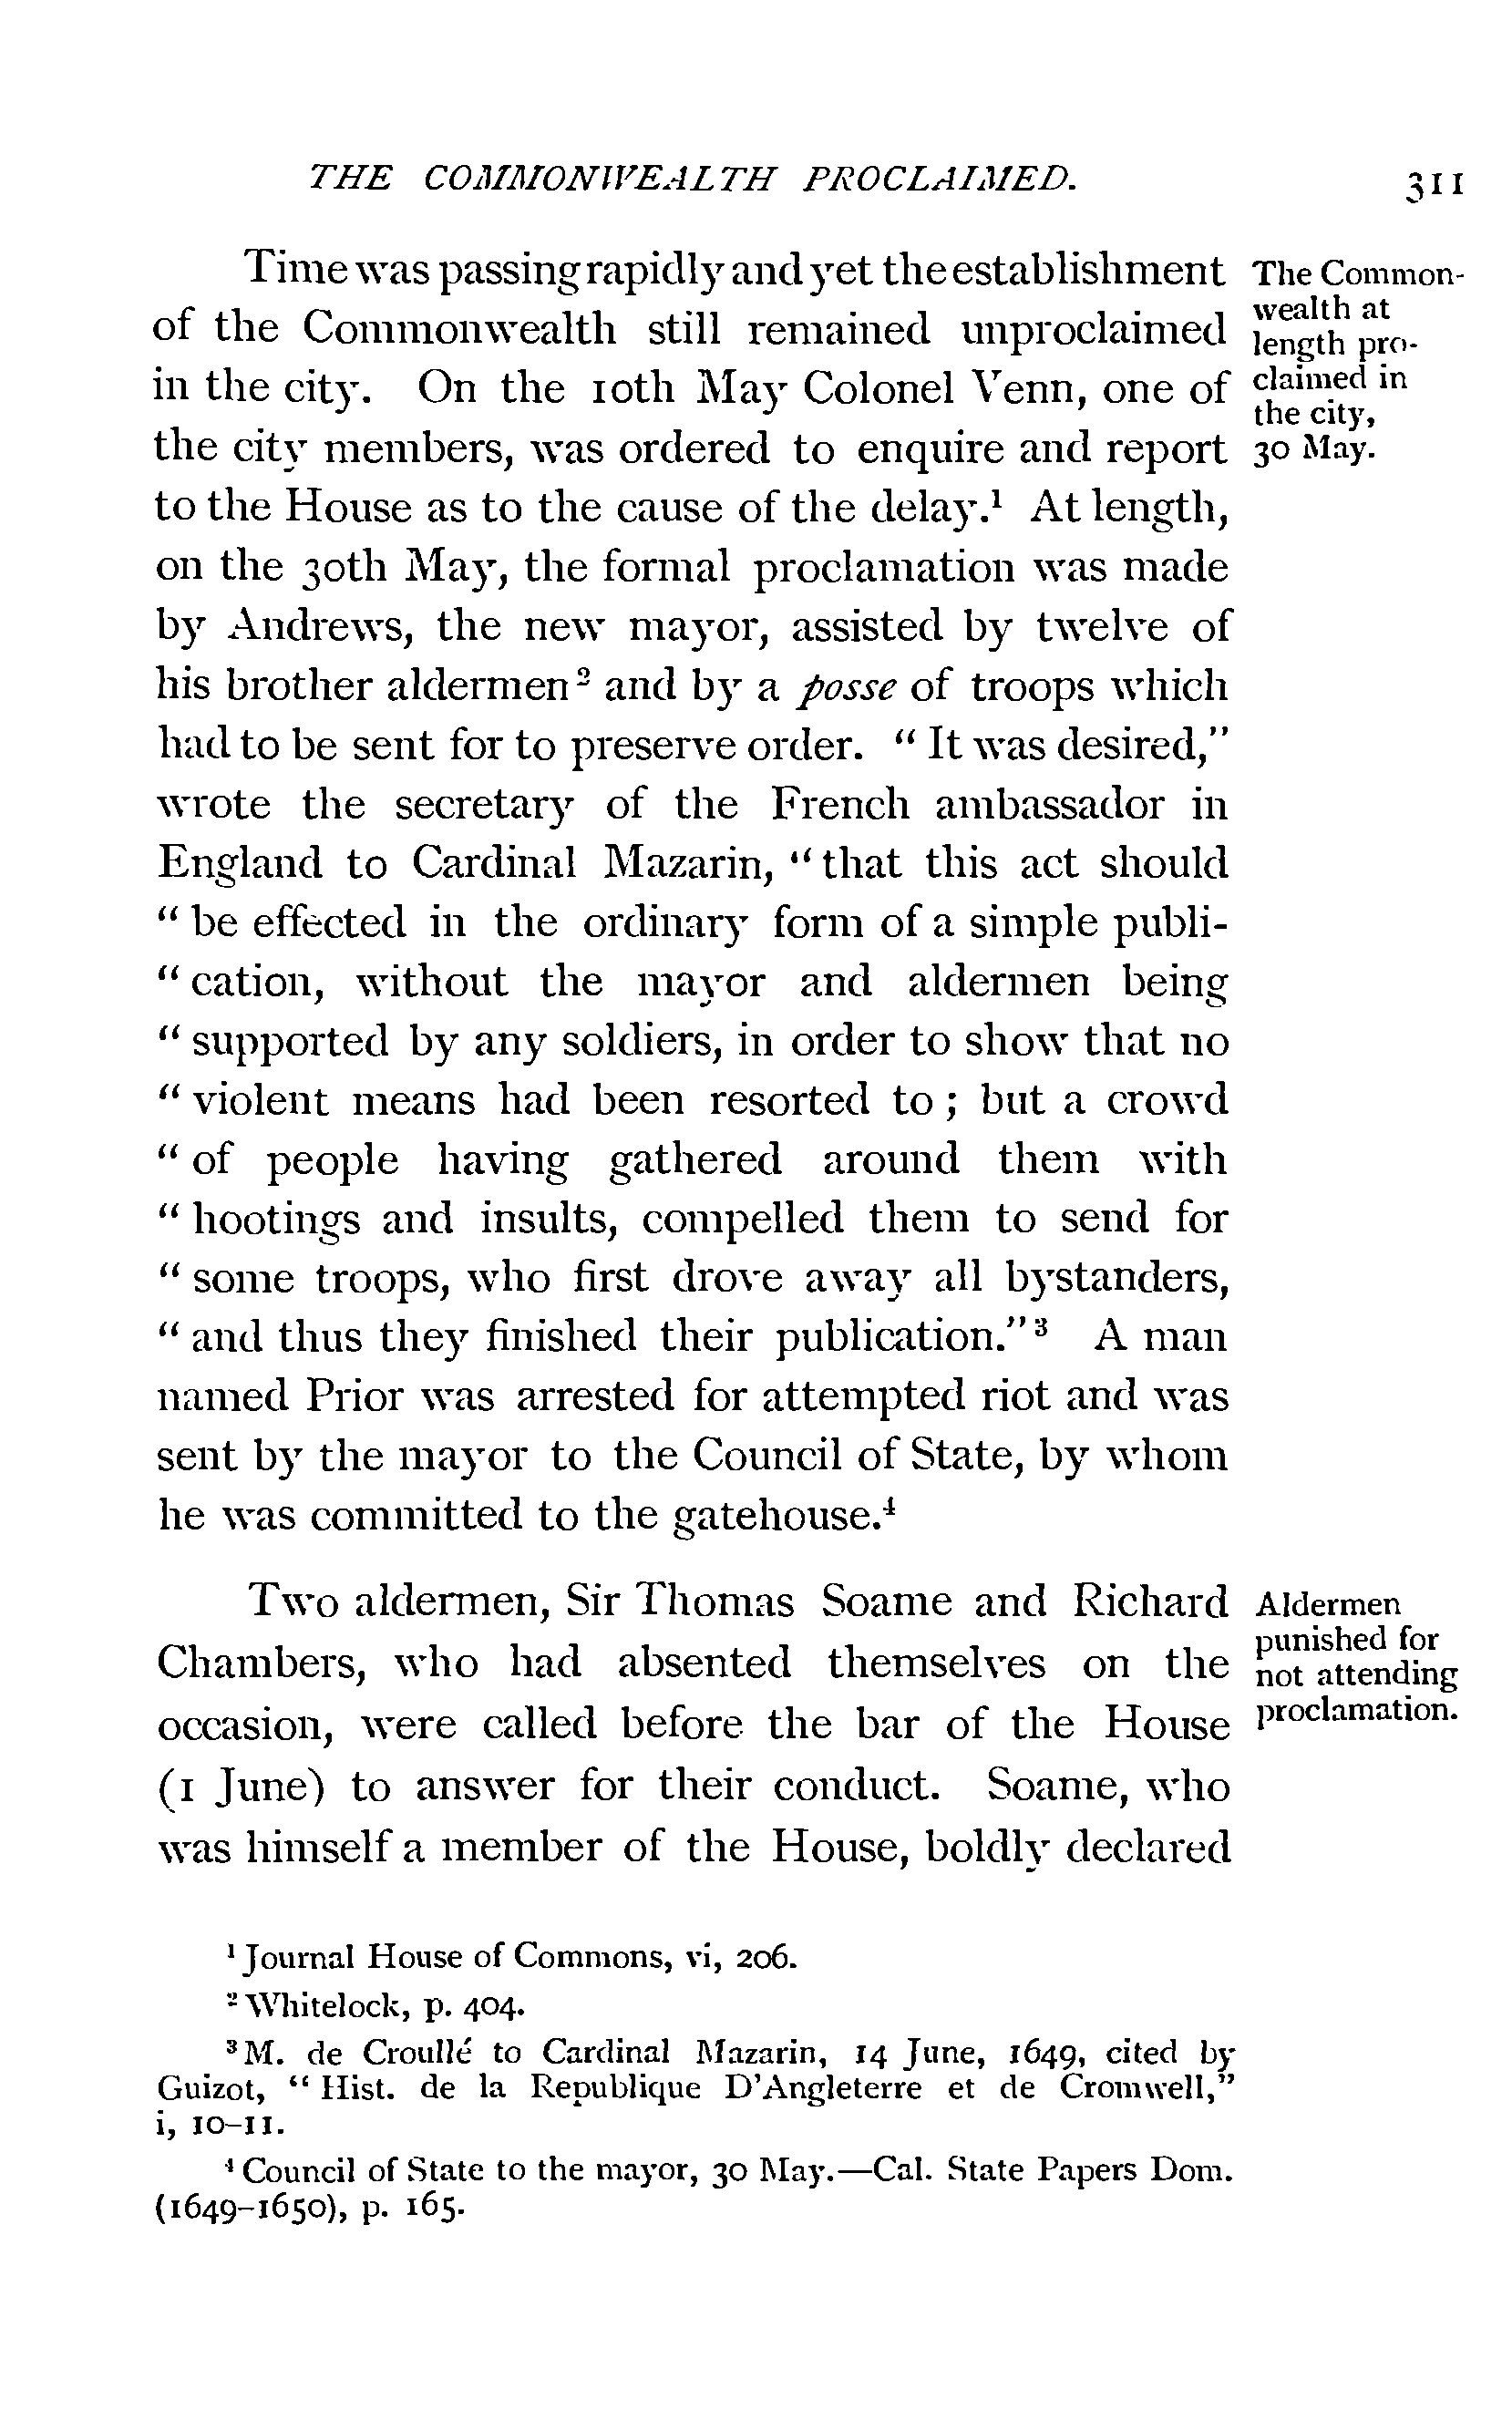 THE COMMONWEALTH PROCLAIMED. 311
Time was passing rapidly and yet the establishment
of the Commonwealth still remained unproclaimed
in the city. On the 10th May Colonel Venn, one of
the city members, was ordered to enquire and report
to the House as to the cause of the delay.¹ At length,
on the 30th May, the formal proclamation was made
by Andrews, the new mayor, assisted by twelve of
his brother aldermen² and by a posse of troops which
had to be sent for to preserve order. “ It was desired,”
wrote the secretary of the French ambassador in
England to Cardinal Mazarin, “ that this act should
“ be effected in the ordinary form of a simple publi-
“ cation, without the mayor and aldermen being
“ supported by any soldiers, in order to show that no
“ violent means had been resorted to ; but a crowd
“ of people having gathered around them with
“ hootings and insults, compelled them to send for
“ some troops, who first drove away all bystanders,
“ and thus they finished their publication.”³ A man
named Prior was arrested for attempted riot and was
sent by the mayor to the Council of State, by whom
he was committed to the gatehouse.⁴
The Common-
wealth at
length pro-
claimed in
the city,
30 May.
Two aldermen, Sir Thomas Soame and Richard
Chambers, who had absented themselves on the
occasion, were called before the bar of the House
(1 June) to answer for their conduct. Soame, who
was himself a member of the House, boldly declared
Aldermen
punished for
not attending
proclamation.
¹ Journal House of Commons, vi, 206.
² Whitelock, p. 404.
³ M. de Croullé to Cardinal Mazarin, 14 June, 1649, cited by
Guizot, “ Hist. de la Republique D’Angleterre et de Cromwell,”
i, 10–11.
⁴ Council of State to the mayor, 30 May.—Cal. State Papers Dom.
(1649–1650), p. 165.